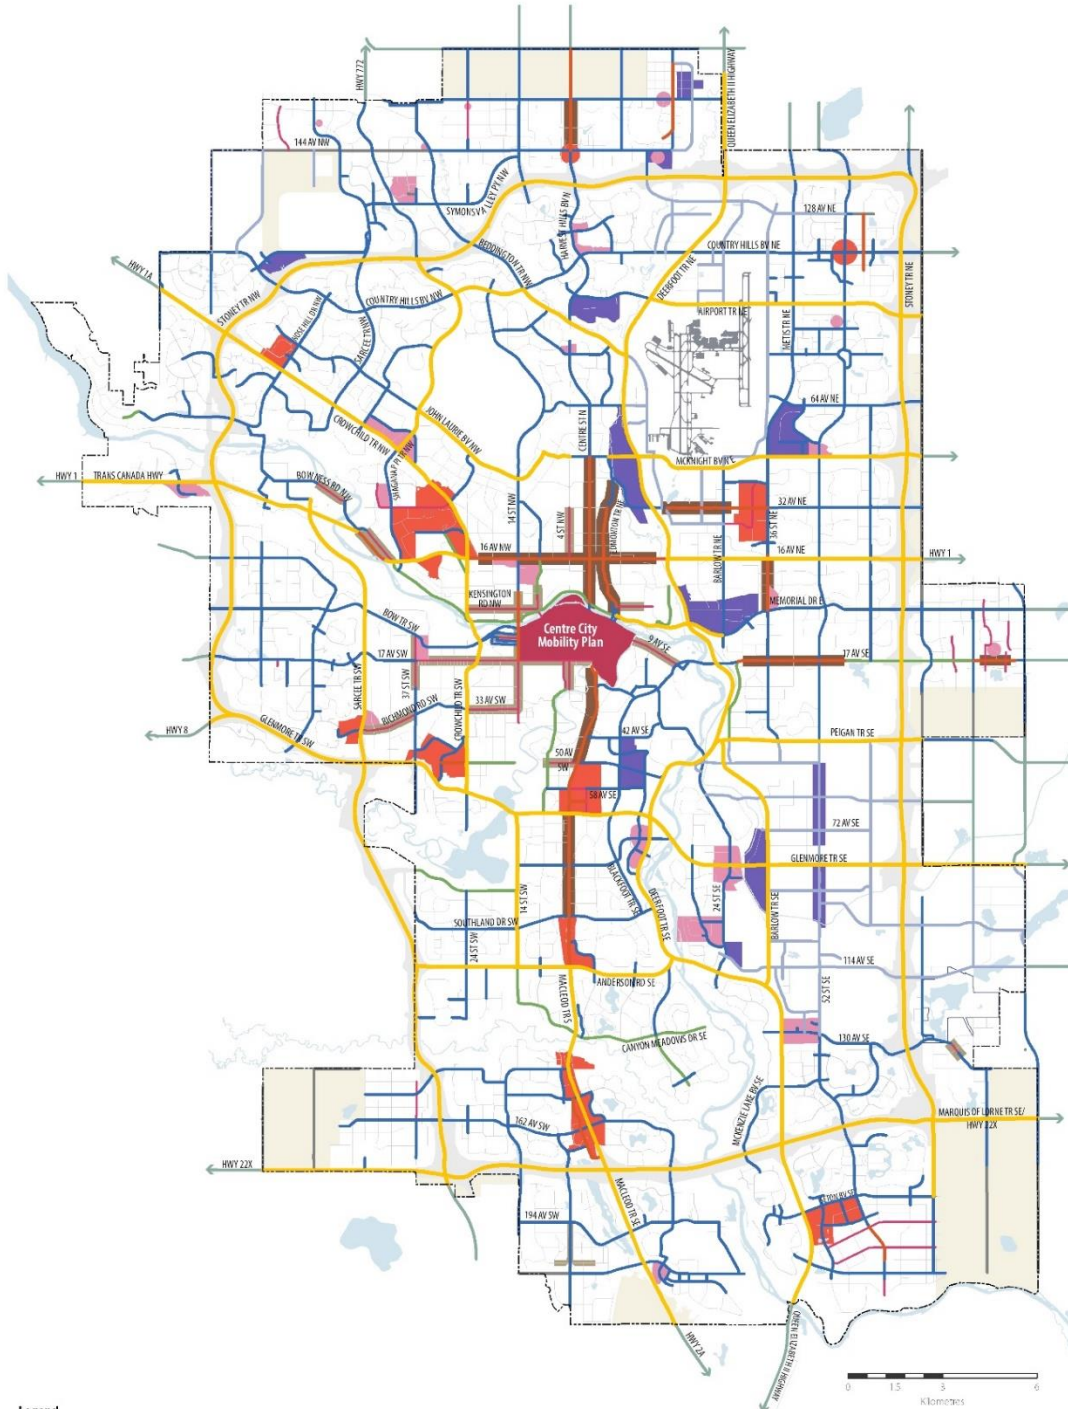 HWY 772
QUEEN ELIZABETH II HIGHWAY
144 AV NW
128 AV NE
HARVEST HILLS BV N
COUNTRY HILLS BV NE
BEDDINGTON TR NW
DEERFOOT TR NE
STONEY TR NE
HWY 1A
STONEY TR NW
COUNTRY HILLS BV NW
AIRPORT TR NE
METIS TR NE
SARCEE TR NW
64 AV NE
JOHN LAURIE BV NW
CROWCHILD TR NW
CENTRE ST N
MCKNIGHT BV NE
SHAGANAPPI TR NW
HWY 1
TRANS CANADA HWY
BOWNESS RD NW
14 ST NW
4 ST NW
EDMONTON TR NE
32 AV NE
36 ST NE
BARLOW TR NE
16 AV NW
16 AV NE
HWY 1
KENSINGTON
RD NW
MEMORIAL DR E
BOW TR SW
Centre City
Mobility Plan
9 AV SE
17 AV SW
17 AV SE
37 ST SW
SARCEE TR SW
RICHMOND RD SW
33 AV SW
CROWCHILD TR SW
HWY 8
GLENMORE TR SW
42 AV SE
PEIGAN TR SE
50 AV
SW
58 AV SE
72 AV SE
GLENMORE TR SE
BLACKFOOT TR SE
DEERFOOT TR SE
24 ST SE
BARLOW TR SE
14 ST SW
SOUTHLAND DR SW
24 ST SW
114 AV SE
ANDERSON RD SE
MACLEOD TR S
52 ST SE
CANYON MEADOWS DR SE
130 AV SE
MCKENZIE LAKE BV SE
MARQUIS OF LORNE TR SE/
HWY 22X
162 AV SW
HWY 22X
MACLEOD TR SE
194 AV SW
HWY 2A
QUEEN ELIZABETH II HIGHWAY
0 1.5 3 6
Kilometres